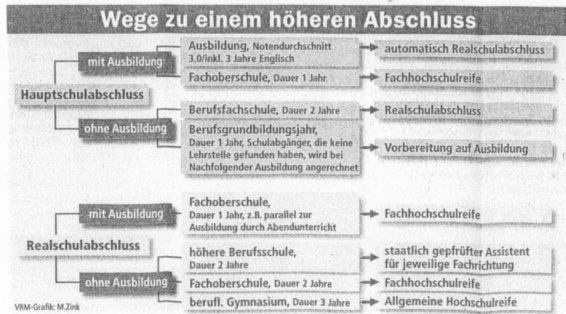 Wege zu einem höheren Abschluss
Hauptschulabschluss
mit Ausbildung
Ausbildung, Notendurchschnitt
3,0/inkl. 3 Jahre Englisch
automatisch Realschulabschluss
Fachoberschule, Dauer 1 Jahr
Fachhochschulreife
ohne Ausbildung
Berufsfachschule, Dauer 2 Jahre
Realschulabschluss
Berufsgrundbildungsjahr,
Dauer 1 Jahr, Schulabgänger, die keine
Lehrstelle gefunden haben, wird bei
Nachfolgender Ausbildung angerechnet
Vorbereitung auf Ausbildung
Realschulabschluss
mit Ausbildung
Fachoberschule,
Dauer 1 Jahr, z.B. parallel zur
Ausbildung durch Abendunterricht
Fachhochschulreife
ohne Ausbildung
höhere Berufsschule,
Dauer 2 Jahre
staatlich geprüfter Assistent
für jeweilige Fachrichtung
Fachoberschule, Dauer 2 Jahre
Fachhochschulreife
berufl. Gymnasium, Dauer 3 Jahre
Allgemeine Hochschulreife
VRM-Grafik: M.Zink